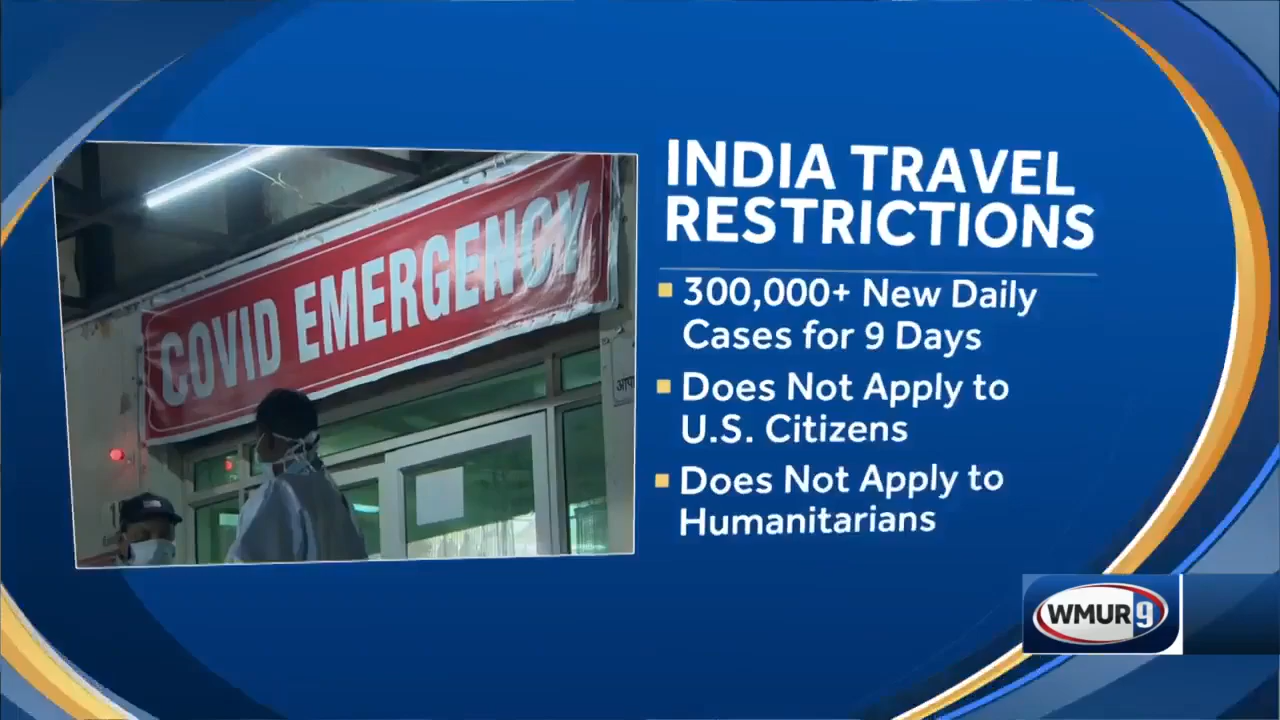 COVID EMERGENCY
INDIA TRAVEL
RESTRICTIONS
300,000+ New Daily
Cases for 9 Days
Does Not Apply to
U.S. Citizens
Does Not Apply to
Humanitarians
WMUR9